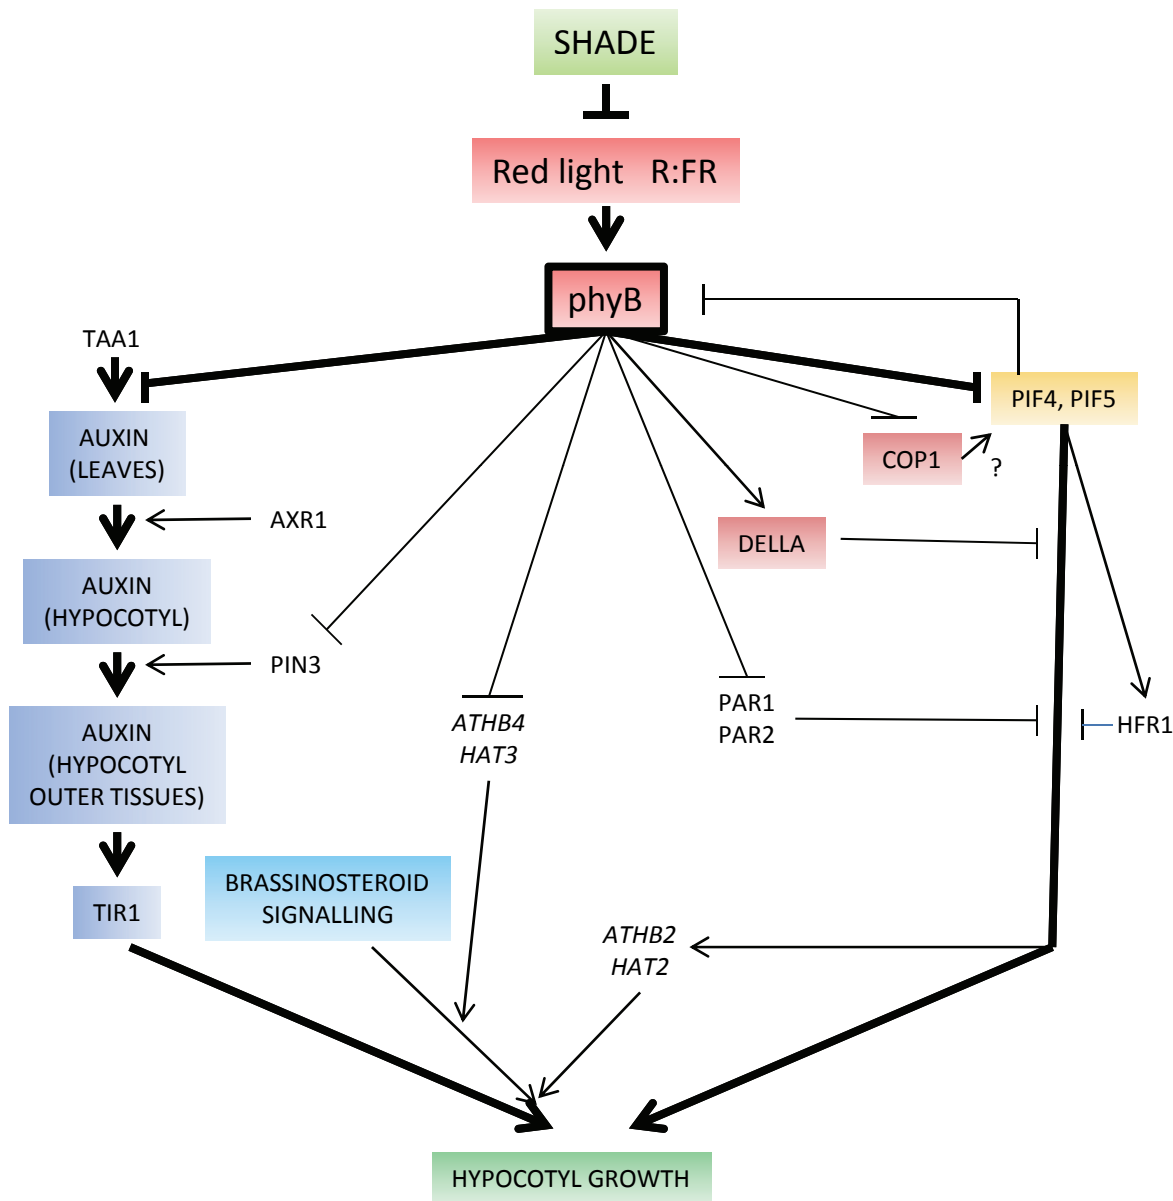 SHADE
Red light R:FR
phyB
TAA1
PIF4, PIF5
AUXIN
(LEAVES)
COP1
?
AXR1
DELLA
AUXIN
(HYPOCOTYL)
PIN3
PAR1
PAR2
ATHB4
HAT3
HFR1
AUXIN
(HYPOCOTYL
OUTER TISSUES)
BRASSINOSTEROID
SIGNALLING
TIR1
ATHB2
HAT2
HYPOCOTYL GROWTH